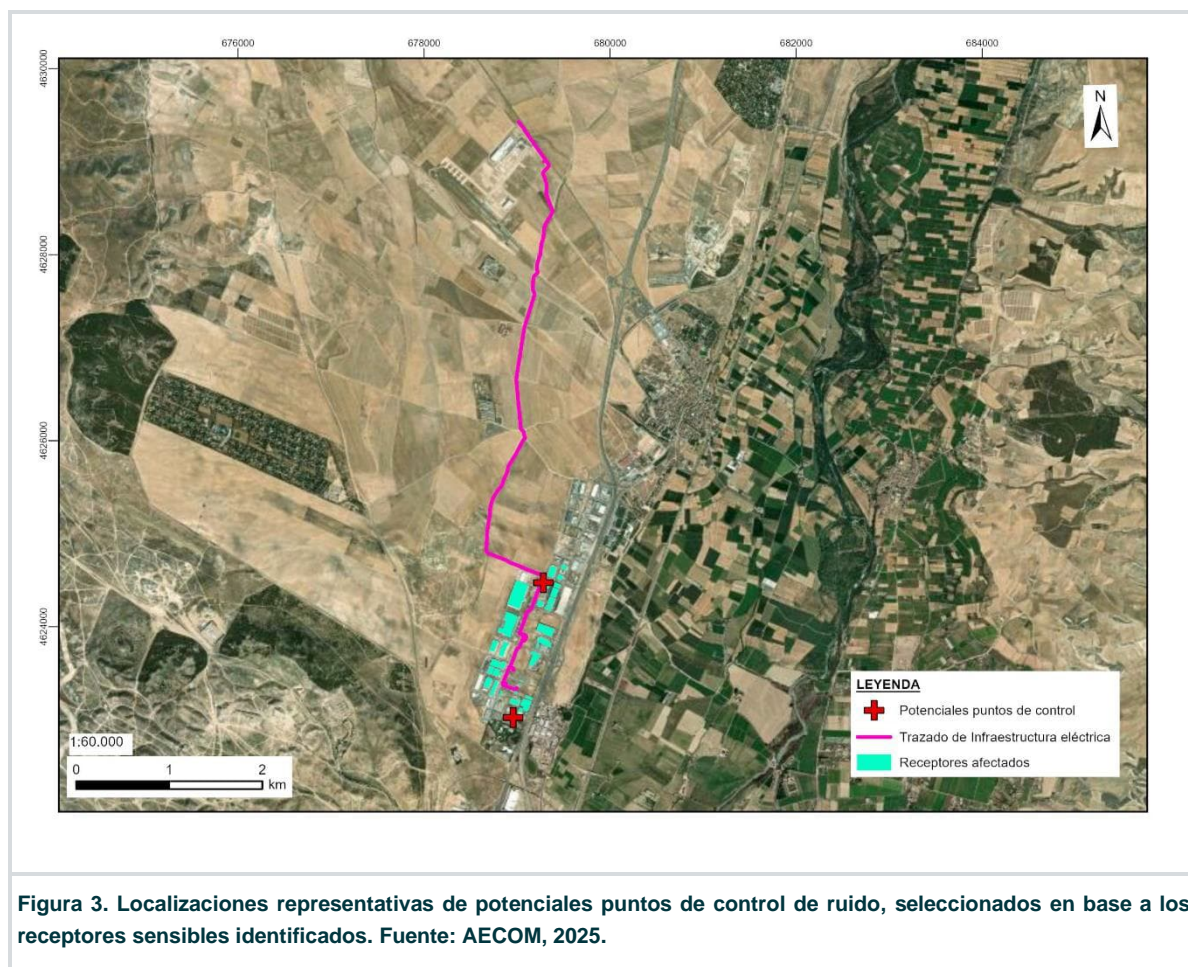 676000 678000 680000 682000 684000
4630000
4628000
4626000
4624000
N
LEYENDA
Potenciales puntos de control
Trazado de Infraestructura eléctrica
Receptores afectados
1:60.000
0 1 2
km
Figura 3. Localizaciones representativas de potenciales puntos de control de ruido, seleccionados en base a los
receptores sensibles identificados. Fuente: AECOM, 2025.